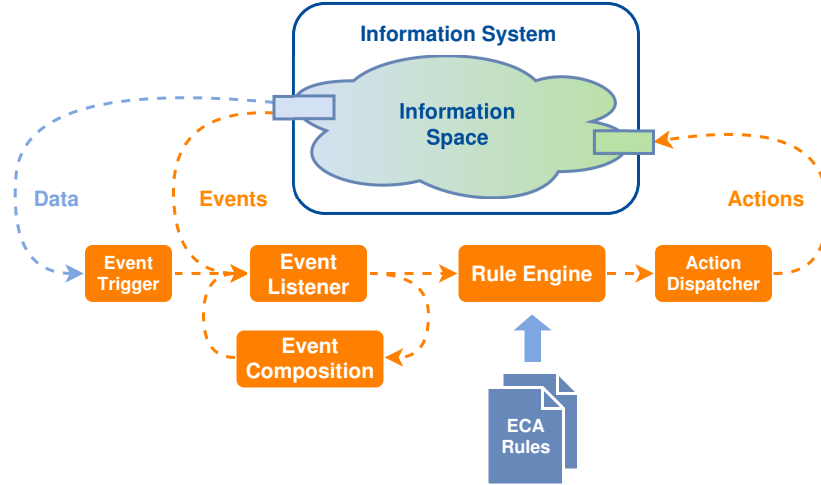 Information System
Information
Space
Data
Events
Actions
Event
Trigger
Event
Listener
Rule Engine
Action
Dispatcher
Event
Composition
ECA
Rules